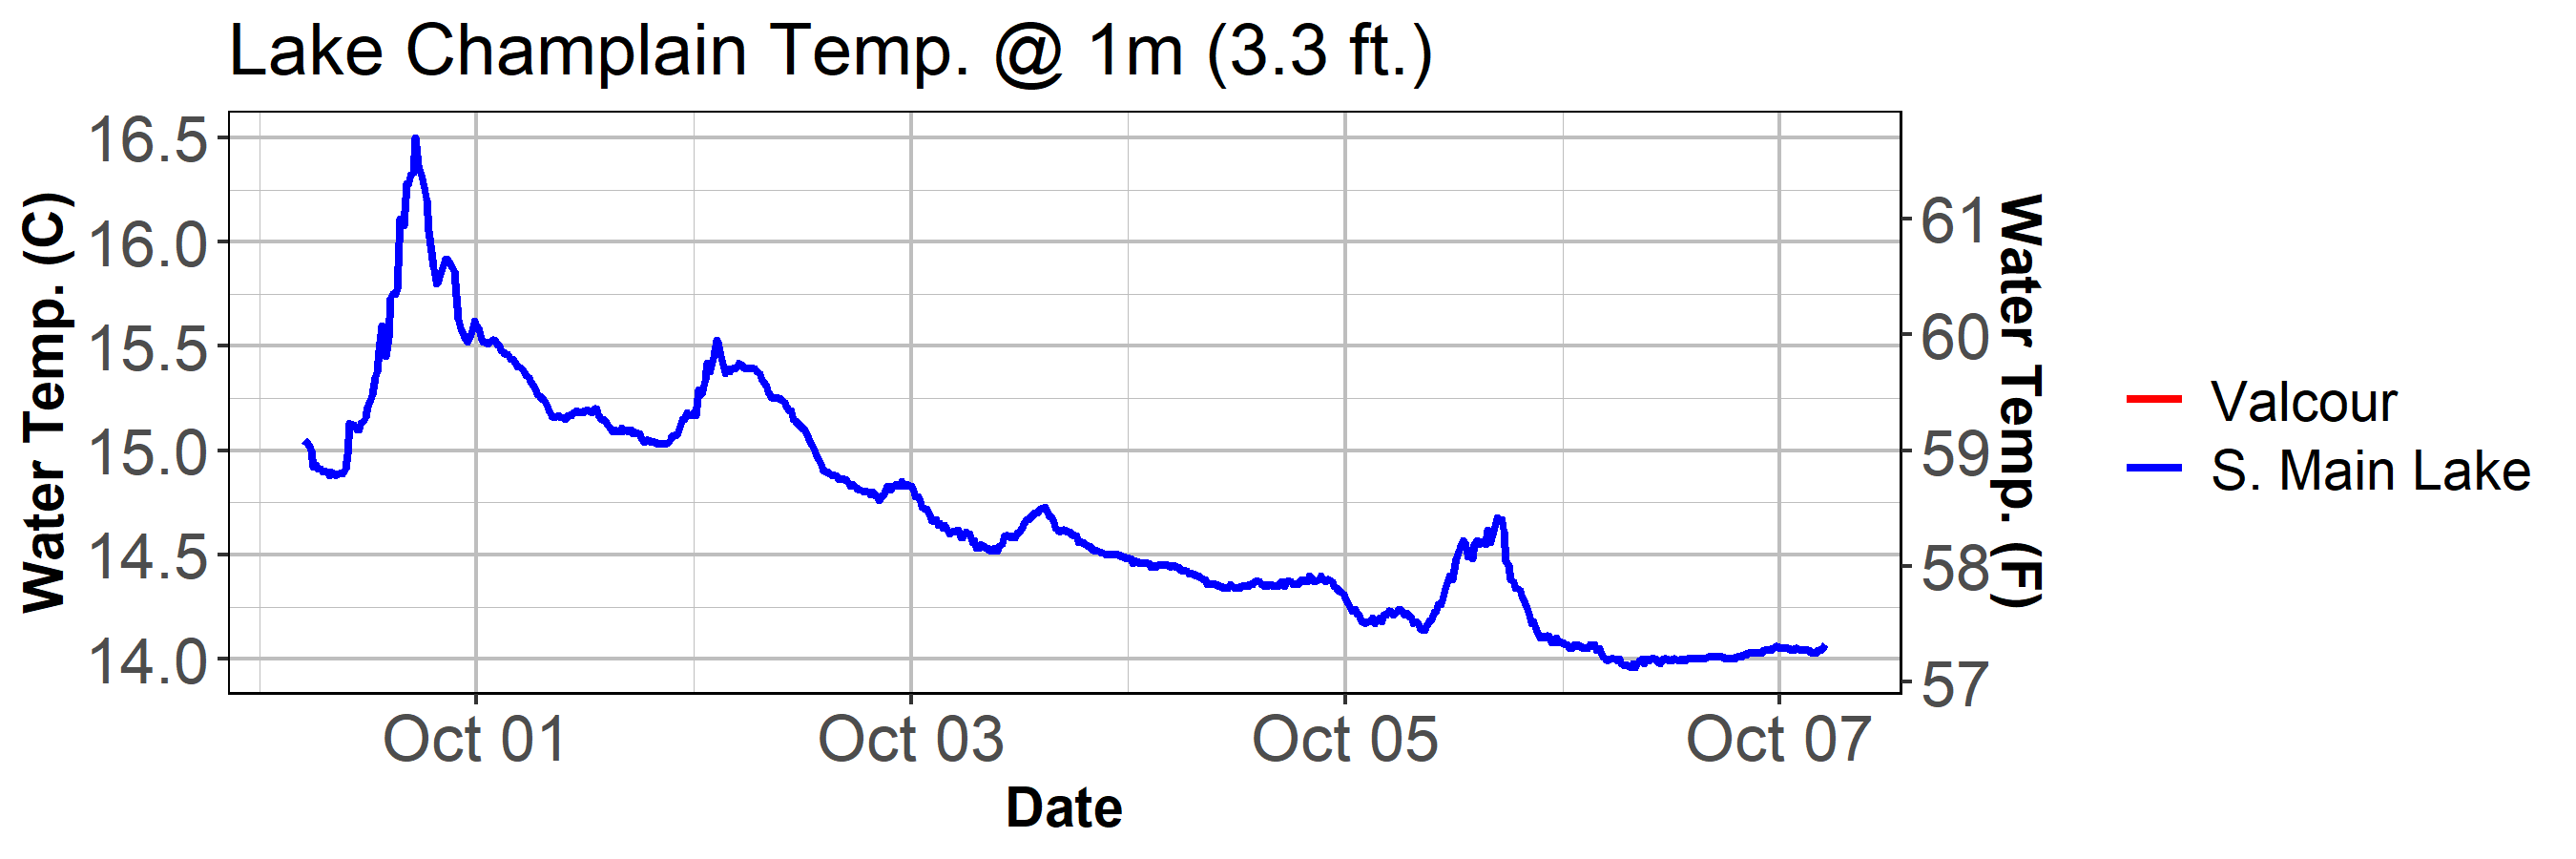 Lake Champlain Temp. @ 1m (3.3 ft.)
Water Temp. (C)
16.5
16.0
15.5
15.0
14.5
14.0
61
60
59
58
57
Water Temp. (F)
Oct 01
Oct 03
Oct 05
Oct 07
Date
Valcour
S. Main Lake